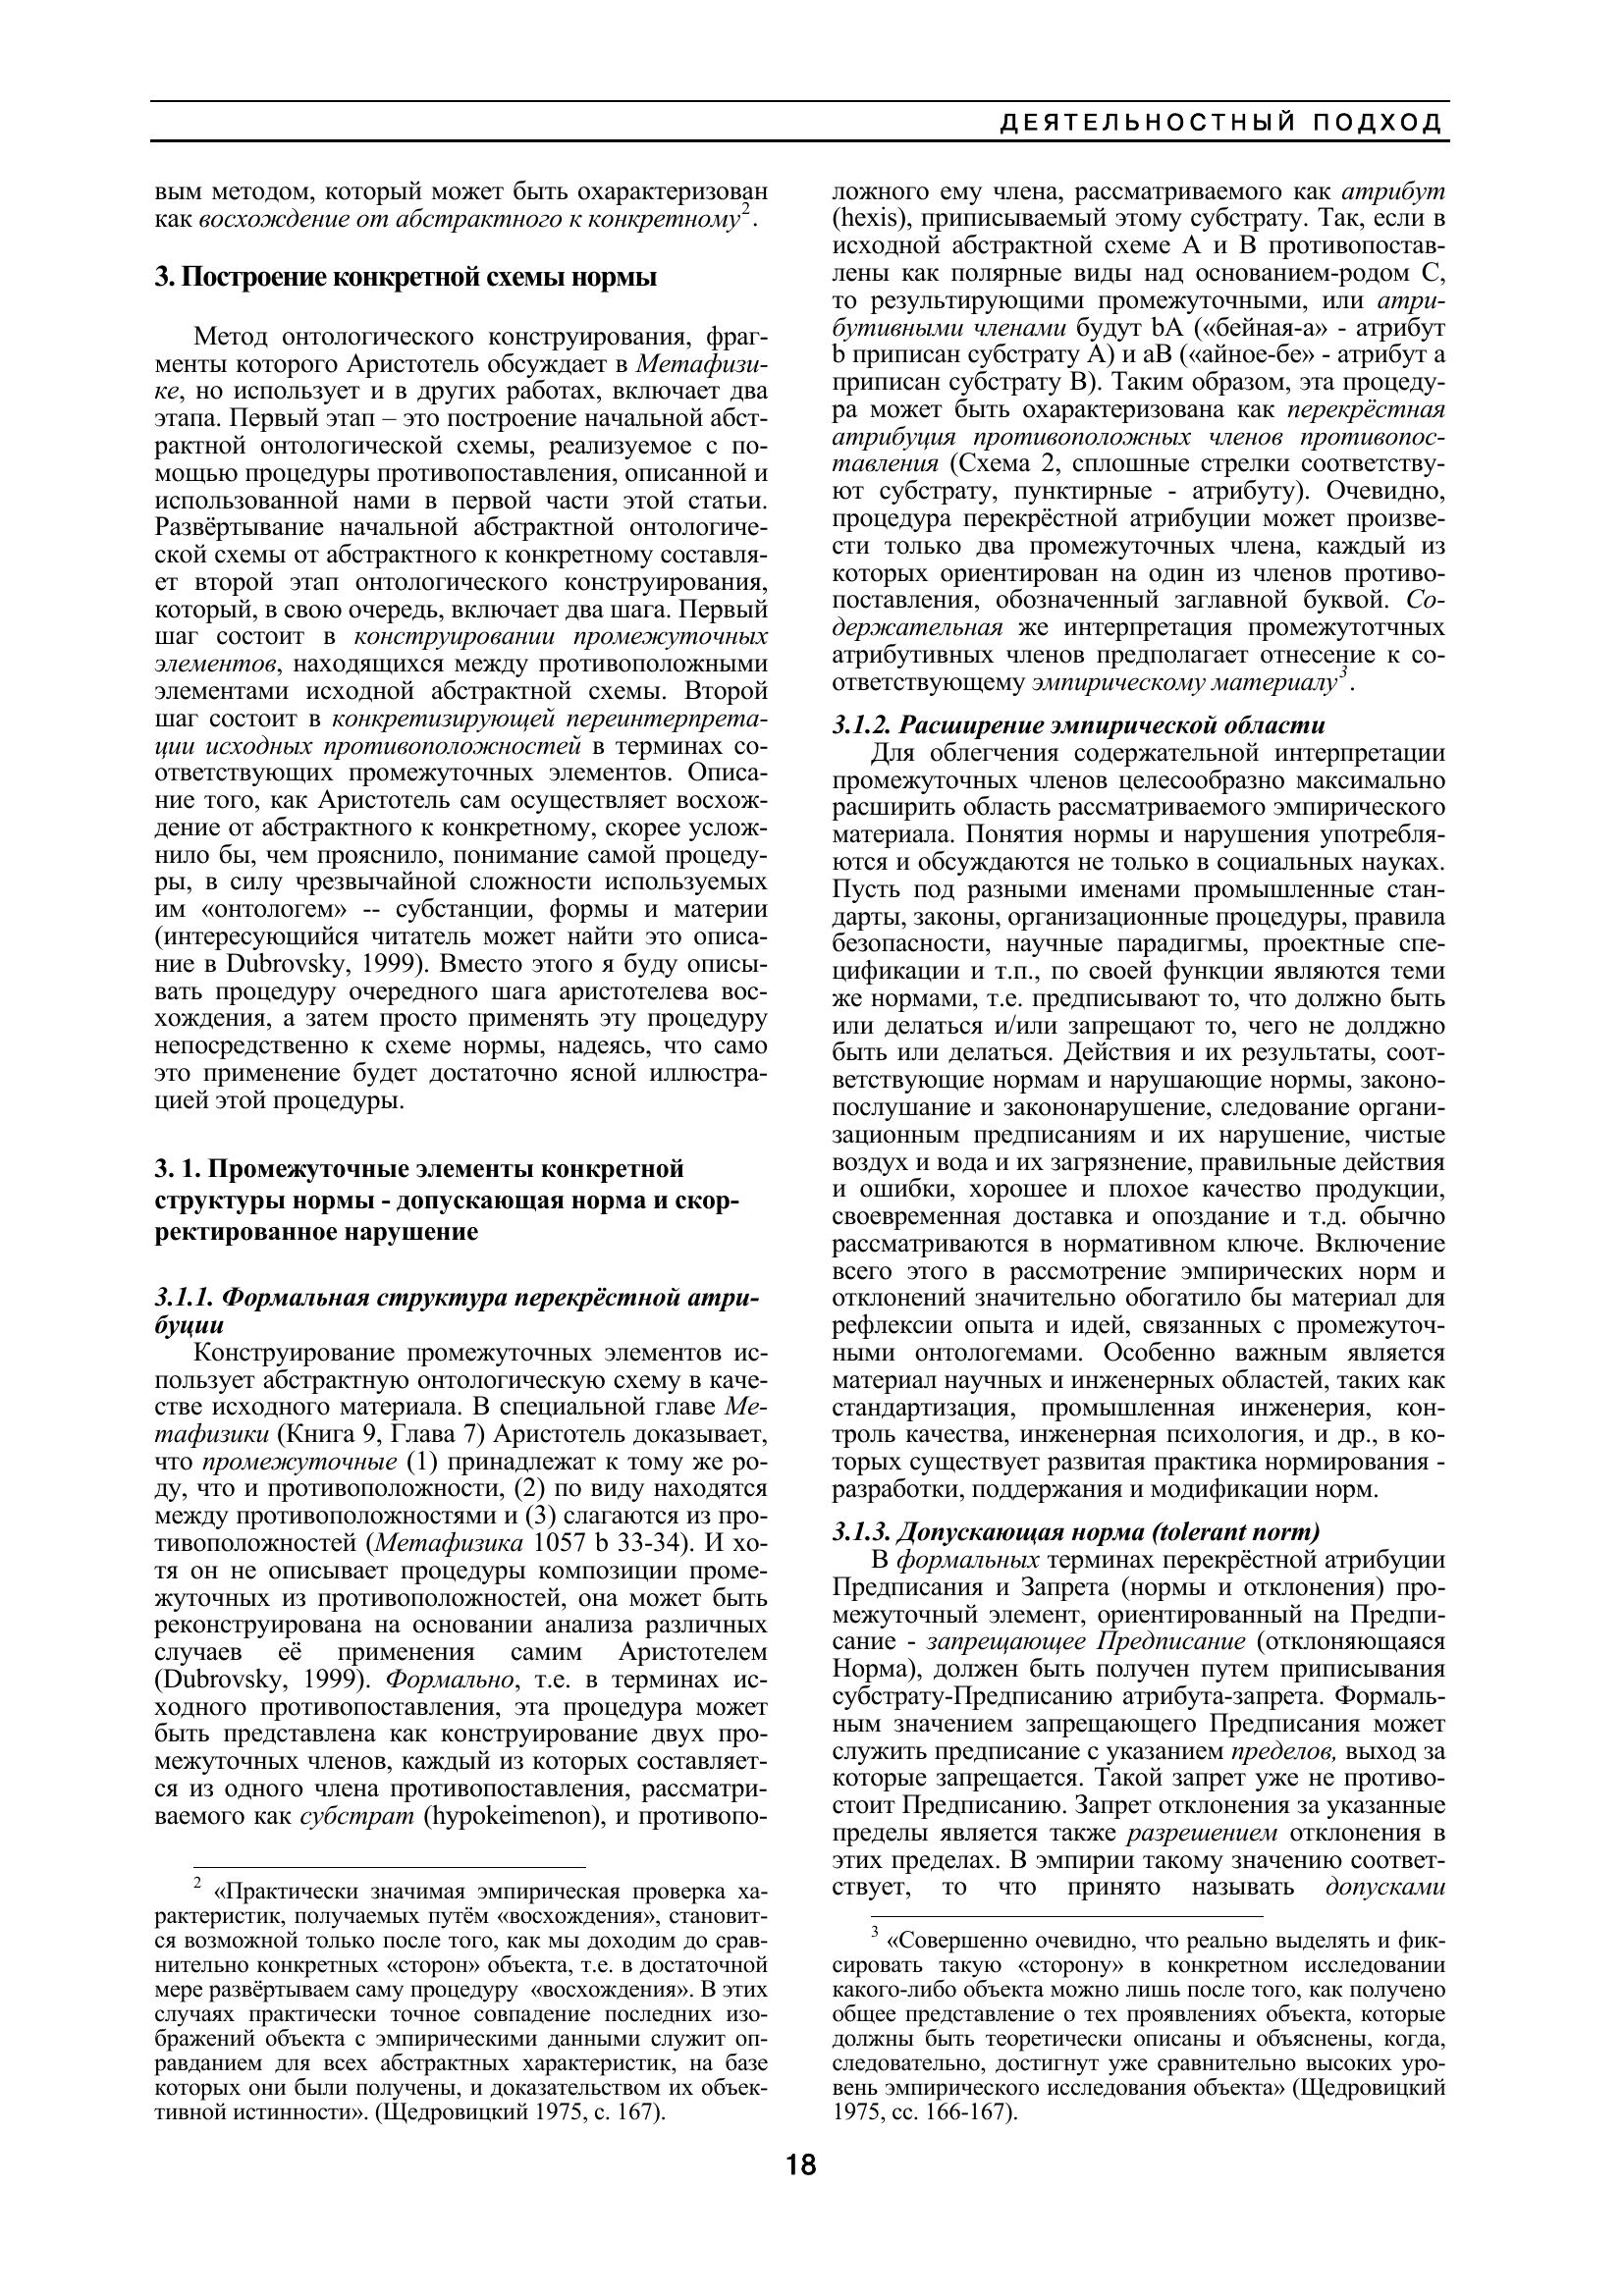 ДЕЯТЕЛЬНОСТНЫЙ ПОДХОД
вым методом, который может быть охарактеризован
как восхождение от абстрактного к конкретному2.
3. Построение конкретной схемы нормы
Метод онтологического конструирования, фраг-
менты которого Аристотель обсуждает в Метафизи-
ке, но использует и в других работах, включает два
этапа. Первый этап – это построение начальной абст-
рактной онтологической схемы, реализуемое с по-
мощью процедуры противопоставления, описанной и
использованной нами в первой части этой статьи.
Развёртывание начальной абстрактной онтологиче-
ской схемы от абстрактного к конкретному составля-
ет второй этап онтологического конструирования,
который, в свою очередь, включает два шага. Первый
шаг состоит в конструировании промежуточных
элементов, находящихся между противоположными
элементами исходной абстрактной схемы. Второй
шаг состоит в конкретизирующей переинтерпрета-
ции исходных противоположностей в терминах со-
ответствующих промежуточных элементов. Описа-
ние того, как Аристотель сам осуществляет восхож-
дение от абстрактного к конкретному, скорее услож-
нило бы, чем прояснило, понимание самой процеду-
ры, в силу чрезвычайной сложности используемых
им «онтологем» -- субстанции, формы и материи
(интересующийся читатель может найти это описа-
ние в Dubrovsky, 1999). Вместо этого я буду описы-
вать процедуру очередного шага аристотелева вос-
хождения, а затем просто применять эту процедуру
непосредственно к схеме нормы, надеясь, что само
это применение будет достаточно ясной иллюстра-
цией этой процедуры.
3. 1. Промежуточные элементы конкретной
структуры нормы - допускающая норма и скор-
ректированное нарушение
3.1.1. Формальная структура перекрёстной атри-
буции
Конструирование промежуточных элементов ис-
пользует абстрактную онтологическую схему в каче-
стве исходного материала. В специальной главе Ме-
тафизики (Книга 9, Глава 7) Аристотель доказывает,
что промежуточные (1) принадлежат к тому же ро-
ду, что и противоположности, (2) по виду находятся
между противоположностями и (3) слагаются из про-
тивоположностей (Метафизика 1057 b 33-34). И хо-
тя он не описывает процедуры композиции проме-
жуточных из противоположностей, она может быть
реконструирована на основании анализа различных
случаев её применения самим Аристотелем
(Dubrovsky, 1999). Формально, т.е. в терминах ис-
ходного противопоставления, эта процедура может
быть представлена как конструирование двух про-
межуточных членов, каждый из которых составляет-
ся из одного члена противопоставления, рассматри-
ваемого как субстрат (hypokeimenon), и противопо-
2 «Практически значимая эмпирическая проверка ха-
рактеристик, получаемых путём «восхождения», становит-
ся возможной только после того, как мы доходим до срав-
нительно конкретных «сторон» объекта, т.е. в достаточной
мере развёртываем саму процедуру «восхождения». В этих
случаях практически точное совпадение последних изо-
бражений объекта с эмпирическими данными служит оп-
равданием для всех абстрактных характеристик, на базе
которых они были получены, и доказательством их объек-
тивной истинности». (Щедровицкий 1975, с. 167).
ложного ему члена, рассматриваемого как атрибут
(hexis), приписываемый этому субстрату. Так, если в
исходной абстрактной схеме А и В противопостав-
лены как полярные виды над основанием-родом С,
то результирующими промежуточными, или атри-
бутивными членами будут bA («бейная-а» - атрибут
b приписан субстрату А) и аВ («айное-бе» - атрибут а
приписан субстрату В). Таким образом, эта процеду-
ра может быть охарактеризована как перекрёстная
атрибуция противоположных членов противопос-
тавления (Схема 2, сплошные стрелки соответству-
ют субстрату, пунктирные - атрибуту). Очевидно,
процедура перекрёстной атрибуции может произве-
сти только два промежуточных члена, каждый из
которых ориентирован на один из членов противо-
поставления, обозначенный заглавной буквой. Со-
держательная же интерпретация промежутотчных
атрибутивных членов предполагает отнесение к со-
ответствующему эмпирическому материалу3.
3.1.2. Расширение эмпирической области
Для облегчения содержательной интерпретации
промежуточных членов целесообразно максимально
расширить область рассматриваемого эмпирического
материала. Понятия нормы и нарушения употребля-
ются и обсуждаются не только в социальных науках.
Пусть под разными именами промышленные стан-
дарты, законы, организационные процедуры, правила
безопасности, научные парадигмы, проектные спе-
цификации и т.п., по своей функции являются теми
же нормами, т.е. предписывают то, что должно быть
или делаться и/или запрещают то, чего не долджно
быть или делаться. Действия и их результаты, соот-
ветствующие нормам и нарушающие нормы, законо-
послушание и закононарушение, следование органи-
зационным предписаниям и их нарушение, чистые
воздух и вода и их загрязнение, правильные действия
и ошибки, хорошее и плохое качество продукции,
своевременная доставка и опоздание и т.д. обычно
рассматриваются в нормативном ключе. Включение
всего этого в рассмотрение эмпирических норм и
отклонений значительно обогатило бы материал для
рефлексии опыта и идей, связанных с промежуточ-
ными онтологемами. Особенно важным является
материал научных и инженерных областей, таких как
стандартизация, промышленная инженерия, кон-
троль качества, инженерная психология, и др., в ко-
торых существует развитая практика нормирования -
разработки, поддержания и модификации норм.
3.1.3. Допускающая норма (tolerant norm)
В формальных терминах перекрёстной атрибуции
Предписания и Запрета (нормы и отклонения) про-
межуточный элемент, ориентированный на Предпи-
сание - запрещающее Предписание (отклоняющаяся
Норма), должен быть получен путем приписывания
субстрату-Предписанию атрибута-запрета. Формаль-
ным значением запрещающего Предписания может
служить предписание с указанием пределов, выход за
которые запрещается. Такой запрет уже не противо-
стоит Предписанию. Запрет отклонения за указанные
пределы является также разрешением отклонения в
этих пределах. В эмпирии такому значению соответ-
ствует, то что принято называть допусками
3 «Совершенно очевидно, что реально выделять и фик-
сировать такую «сторону» в конкретном исследовании
какого-либо объекта можно лишь после того, как получено
общее представление о тех проявлениях объекта, которые
должны быть теоретически описаны и объяснены, когда,
следовательно, достигнут уже сравнительно высоких уро-
вень эмпирического исследования объекта» (Щедровицкий
1975, сс. 166-167).
18